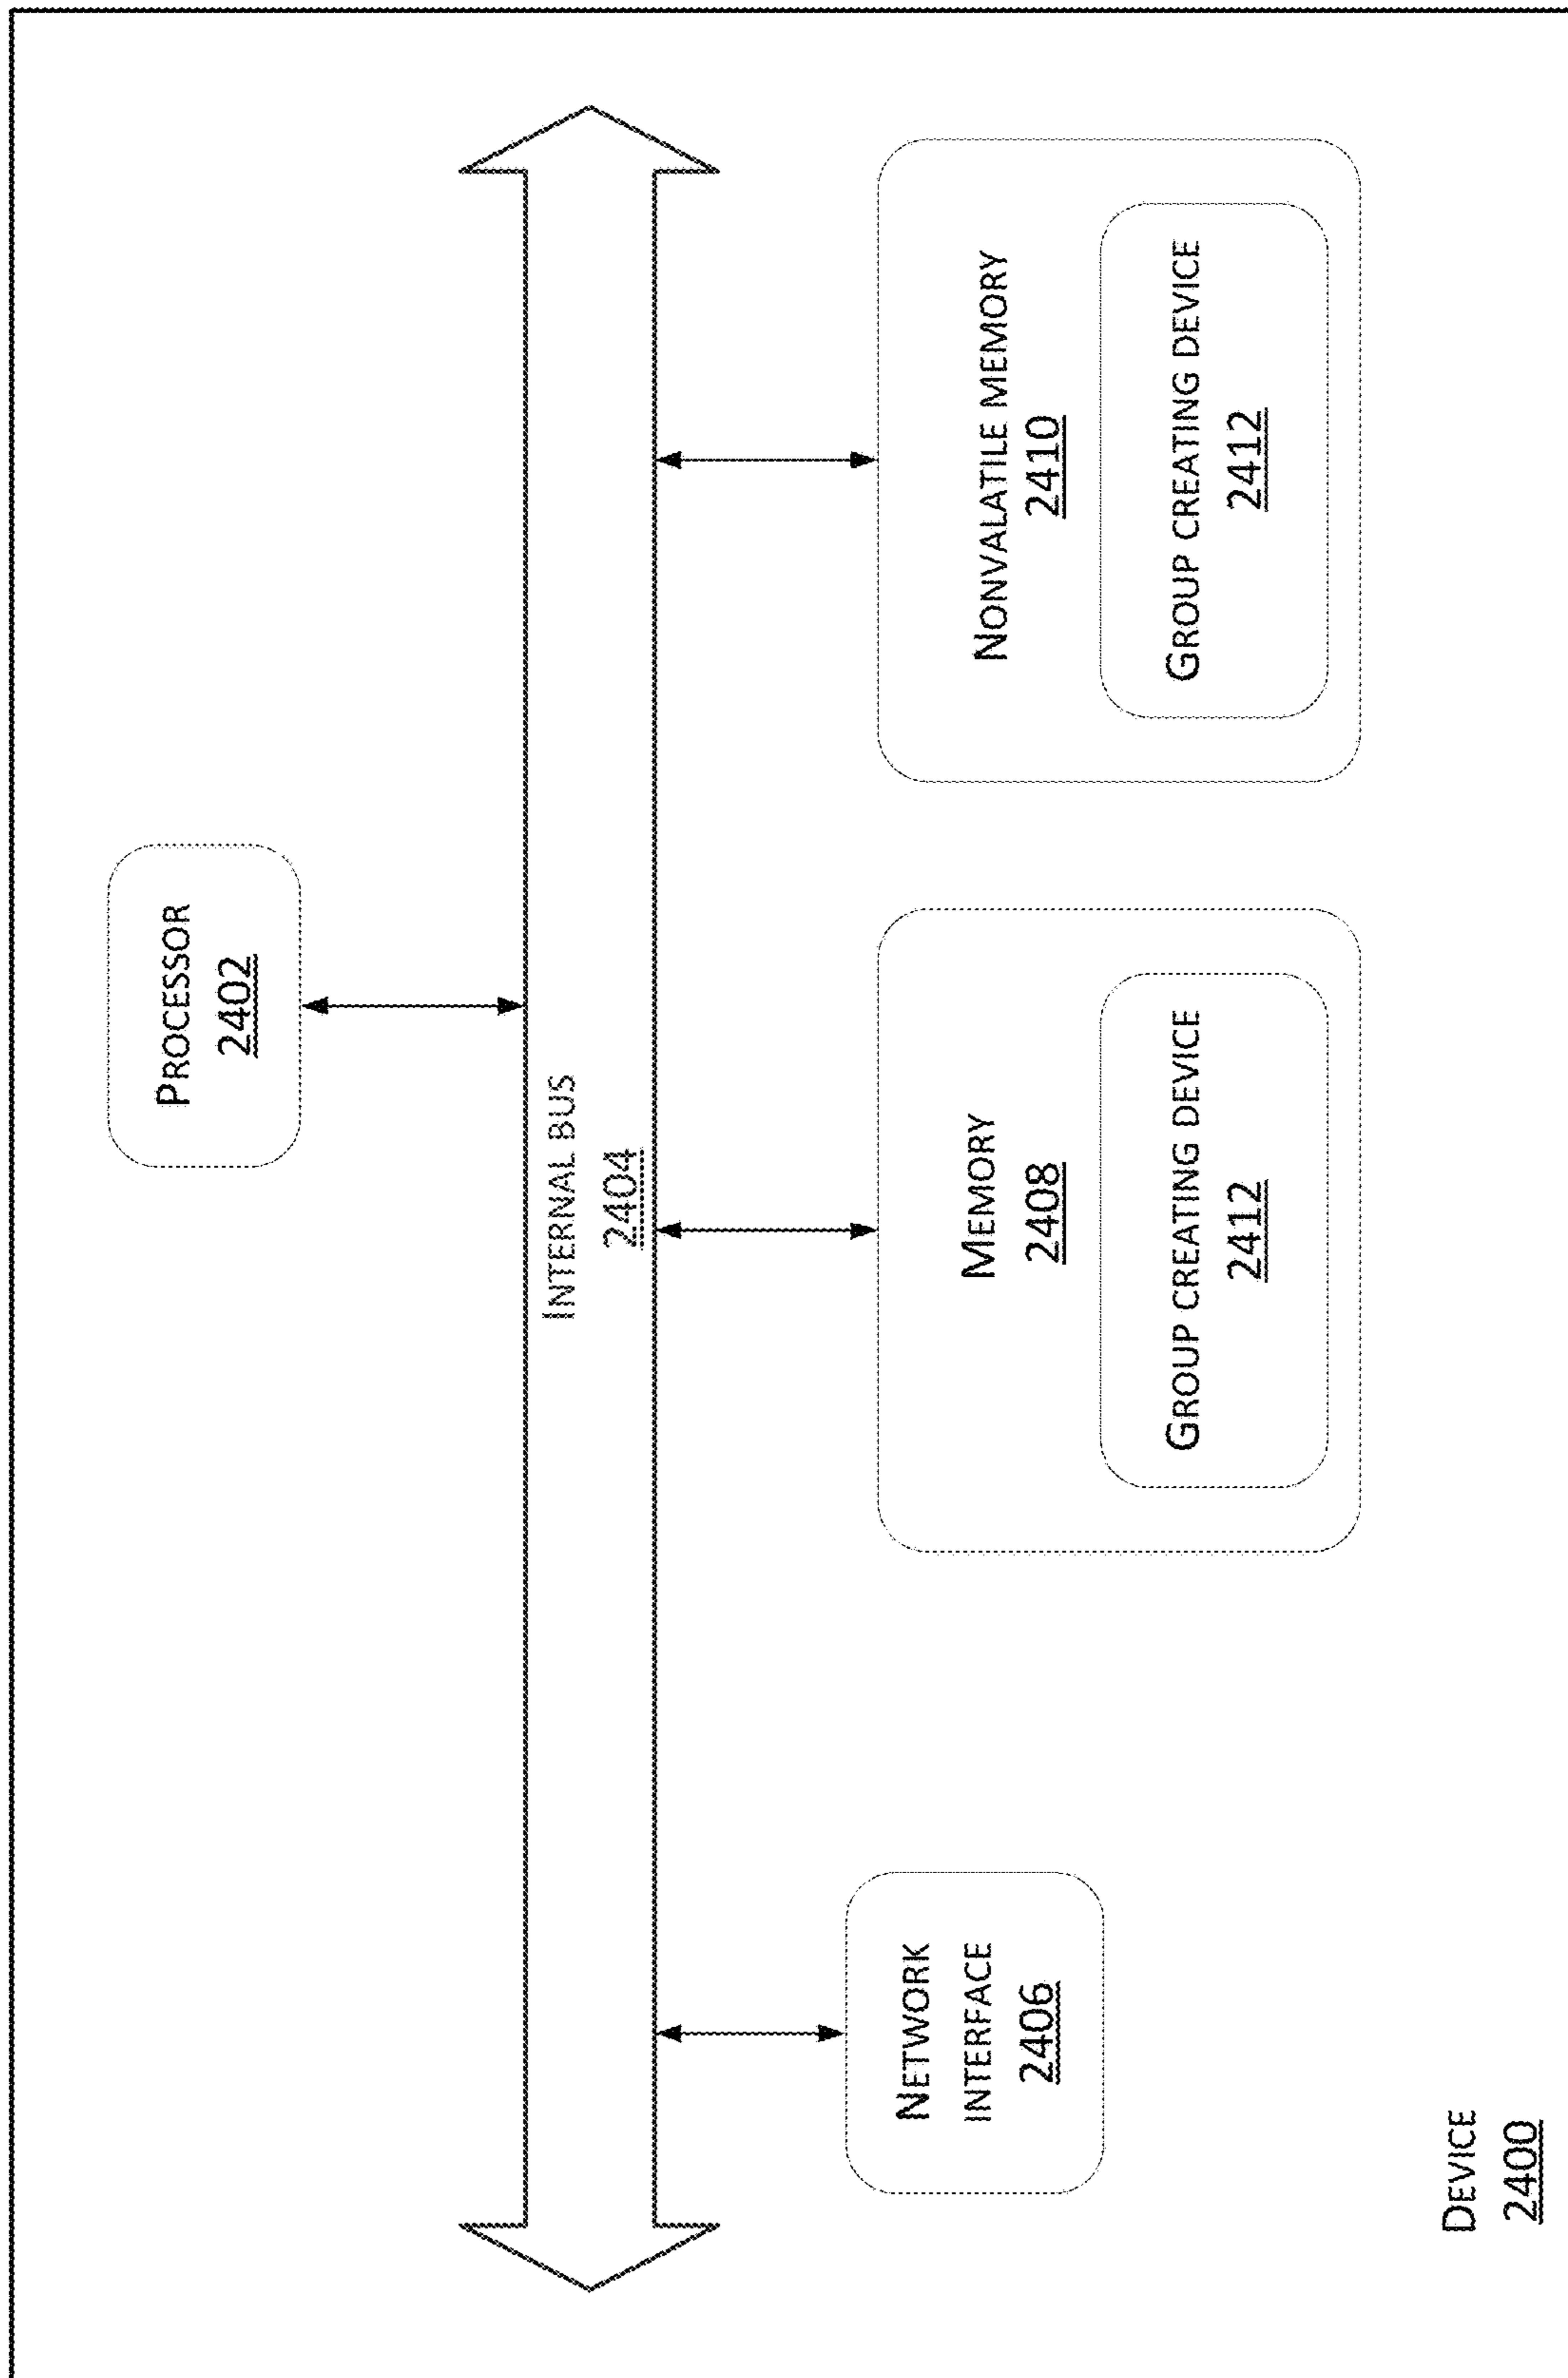 PROCESSOR
2402
INTERNAL BUS
2404
NETWORK
INTERFACE
2406
MEMORY
2408
GROUP CREATING DEVICE
2412
NONVALATILE MEMORY
2410
GROUP CREATING DEVICE
2412
DEVICE
2400